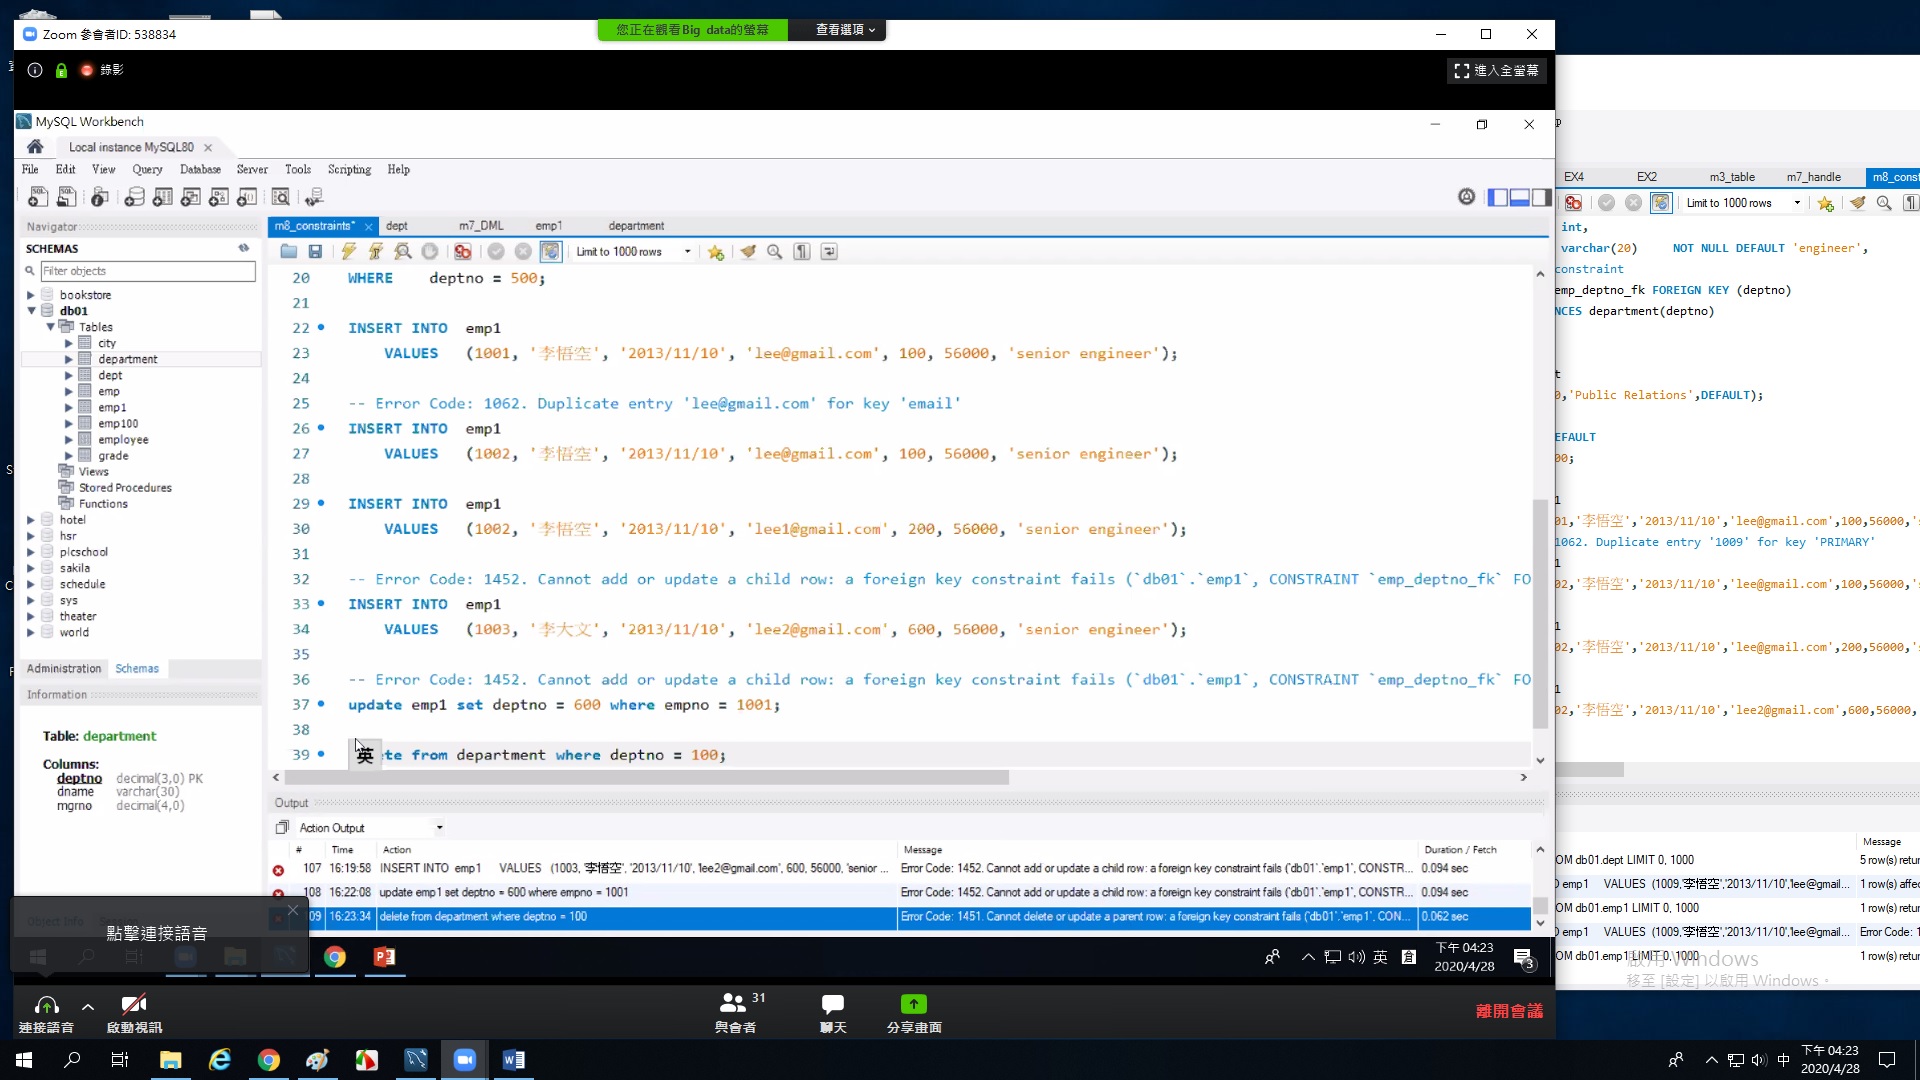 Zoom 參會者ID: 538834
您正在觀看Big data的螢幕
查看選項
錄影
進入全螢幕
MySQL Workbench
Local instance MySQL80
File Edit View Query Database Server Tools Scripting Help
Navigator
SCHEMAS
Filter objects
bookstore
db01
Tables
city
department
dept
emp
emp1
emp100
employee
grade
Views
Stored Procedures
Functions
hotel
hsr
plcschool
sakila
schedule
sys
theater
world
Administration Schemas
Information
Table: department
Columns:
deptno decimal(3,0) PK
dname varchar(30)
mgrno decimal(4,0)
m8_constraints* dept m7_DML emp1 department
Limit to 1000 rows
20 WHERE deptno = 500;
21
22 INSERT INTO emp1
23 VALUES (1001, '李悟空', '2013/11/10', 'lee@gmail.com', 100, 56000, 'senior engineer');
24
25 -- Error Code: 1062. Duplicate entry 'lee@gmail.com' for key 'email'
26 INSERT INTO emp1
27 VALUES (1002, '李悟空', '2013/11/10', 'lee@gmail.com', 100, 56000, 'senior engineer');
28
29 INSERT INTO emp1
30 VALUES (1002, '李悟空', '2013/11/10', 'lee1@gmail.com', 200, 56000, 'senior engineer');
31
32 -- Error Code: 1452. Cannot add or update a child row: a foreign key constraint fails (`db01`.`emp1`, CONSTRAINT `emp_deptno_fk` FO
33 INSERT INTO emp1
34 VALUES (1003, '李大文', '2013/11/10', 'lee2@gmail.com', 600, 56000, 'senior engineer');
35
36 -- Error Code: 1452. Cannot add or update a child row: a foreign key constraint fails (`db01`.`emp1`, CONSTRAINT `emp_deptno_fk` FO
37 update emp1 set deptno = 600 where empno = 1001;
38
39 英 te from department where deptno = 100;
Output
Action Output
# Time Action Message Duration / Fetch
107 16:19:58 INSERT INTO emp1 VALUES (1003, '李悟空', '2013/11/10', 'lee2@gmail.com', 600, 56000, 'senior ... Error Code: 1452. Cannot add or update a child row: a foreign key constraint fails (`db01`.`emp1`, CONSTR... 0.094 sec
108 16:22:08 update emp1 set deptno = 600 where empno = 1001 Error Code: 1452. Cannot add or update a child row: a foreign key constraint fails (`db01`.`emp1`, CONSTR... 0.094 sec
09 16:23:34 delete from department where deptno = 100 Error Code: 1451. Cannot delete or update a parent row: a foreign key constraint fails (`db01`.`emp1`, CON... 0.062 sec
Object Info Session
點擊連接語音
英
下午 04:23
2020/4/28
3
連接語音
啟動視訊
31
與會者
聊天
分享畫面
離開會議
EX4 EX2 m3_table m7_handle m8_const
Limit to 1000 rows
int,
varchar(20) NOT NULL DEFAULT 'engineer',
constraint
emp_deptno_fk FOREIGN KEY (deptno)
NCES department(deptno)
t
0,'Public Relations',DEFAULT);
EFAULT
00;
1
01,'李悟空','2013/11/10','lee@gmail.com',100,56000,'s
1062. Duplicate entry '1009' for key 'PRIMARY'
1
02,'李悟空','2013/11/10','lee@gmail.com',100,56000,'s
1
02,'李悟空','2013/11/10','lee1@gmail.com',200,56000,'s
1
02,'李悟空','2013/11/10','lee2@gmail.com',600,56000,
Message
OM db01.dept LIMIT 0, 1000 5 row(s) retur
O emp1 VALUES (1009,'李悟空','2013/11/10','lee@gmail... 1 row(s) affec
OM db01.emp1 LIMIT 0, 1000 1 row(s) retur
O emp1 VALUES (1009,'李悟空','2013/11/10','lee@gmail... Error Code: 1
OM db01.emp1 LIMIT 0, 1000 1 row(s) retur
啟用 Windows
移至 [設定] 以啟用 Windows。
中
下午 04:23
2020/4/28